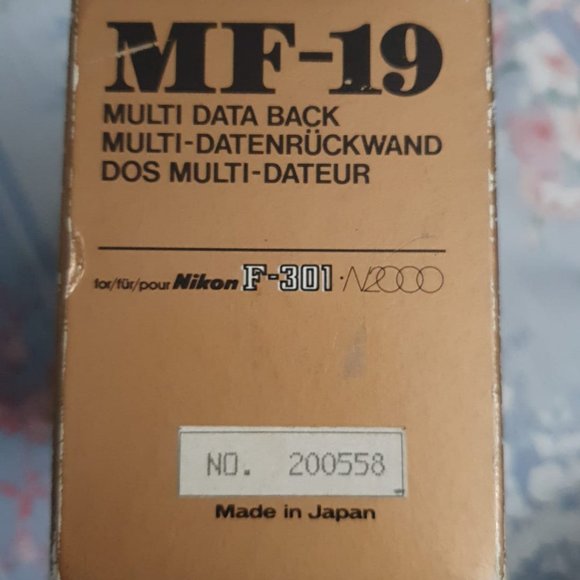 MF-19
MULTI DATA BACK
MULTI-DATENRÜCKWAND
DOS MULTI-DATEUR
for/für/pour Nikon F-301·N2000
NO. 200558
Made in Japan